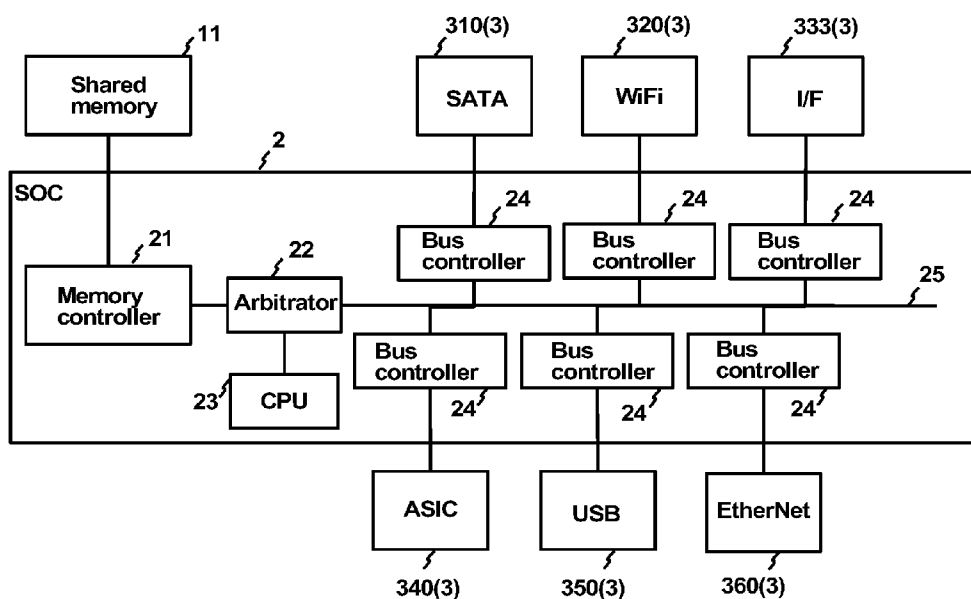 11
310(3)
320(3)
333(3)
Shared
memory
SATA
WiFi
I/F
2
SOC
24
24
24
21
22
Bus
controller
Bus
controller
Bus
controller
Memory
controller
Arbitrator
25
23
CPU
Bus
controller
Bus
controller
Bus
controller
24
24
24
ASIC
USB
EtherNet
340(3)
350(3)
360(3)